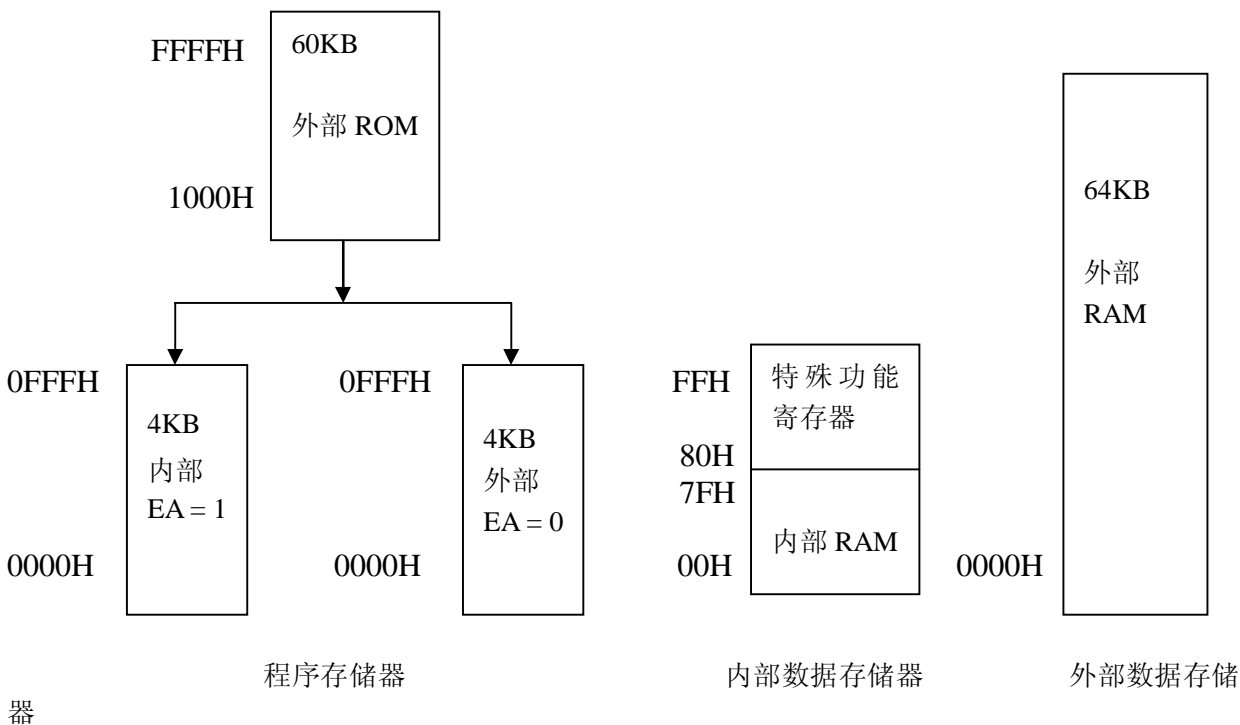 FFFFH
60KB
外部 ROM
1000H
0FFFH
4KB
内部
EA = 1
0000H
0FFFH
4KB
外部
EA = 0
0000H
FFH
特殊功能
寄存器
80H
7FH
内部 RAM
00H
64KB
外部
RAM
0000H
程序存储器
内部数据存储器
外部数据存储
器